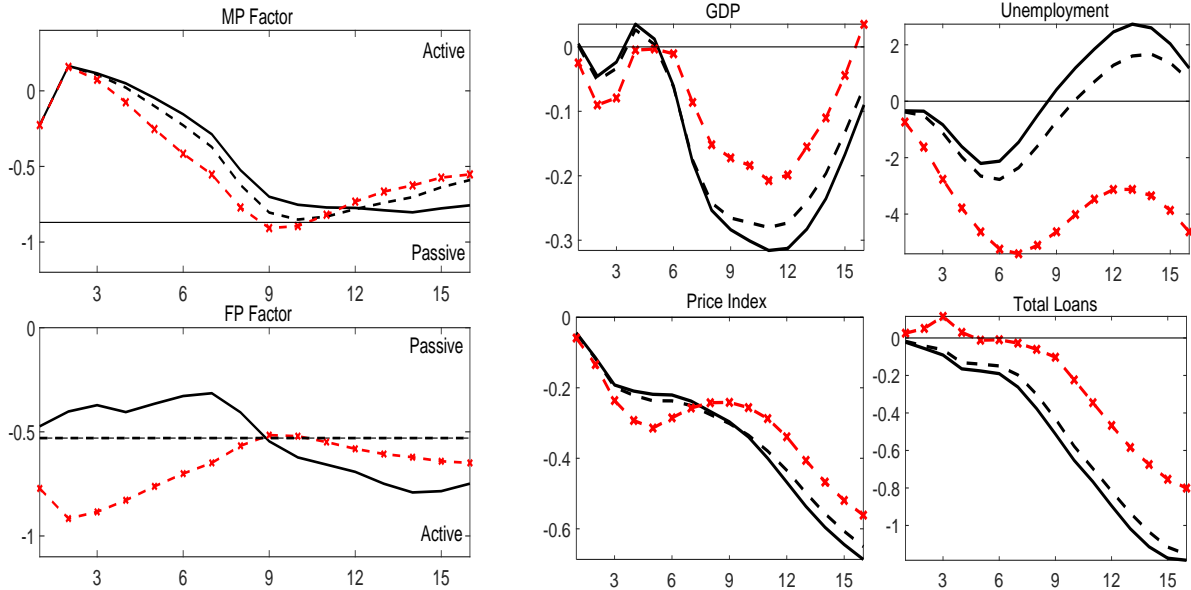 MP Factor
0
-0.5
-1
Active
Passive
3 6 9 12 15
FP Factor
0
-0.5
-1
Passive
Active
3 6 9 12 15
GDP
0
-0.1
-0.2
-0.3
3 6 9 12 15
Unemployment
2
0
-2
-4
3 6 9 12 15
Price Index
0
-0.2
-0.4
-0.6
3 6 9 12 15
Total Loans
0
-0.2
-0.4
-0.6
-0.8
-1
3 6 9 12 15